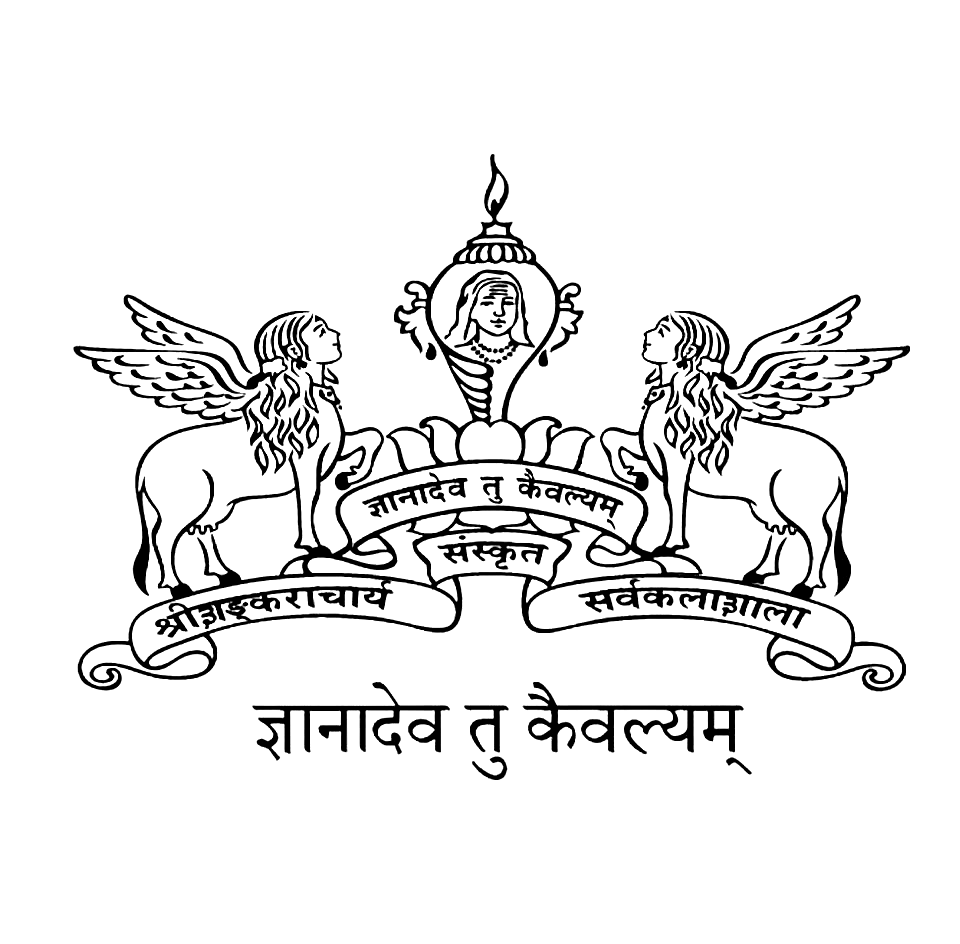 ज्ञानादेव तु कैवल्यम्
संस्कृत
श्रीशङ्कराचार्य सर्वकलाशाला
ज्ञानादेव तु कैवल्यम्